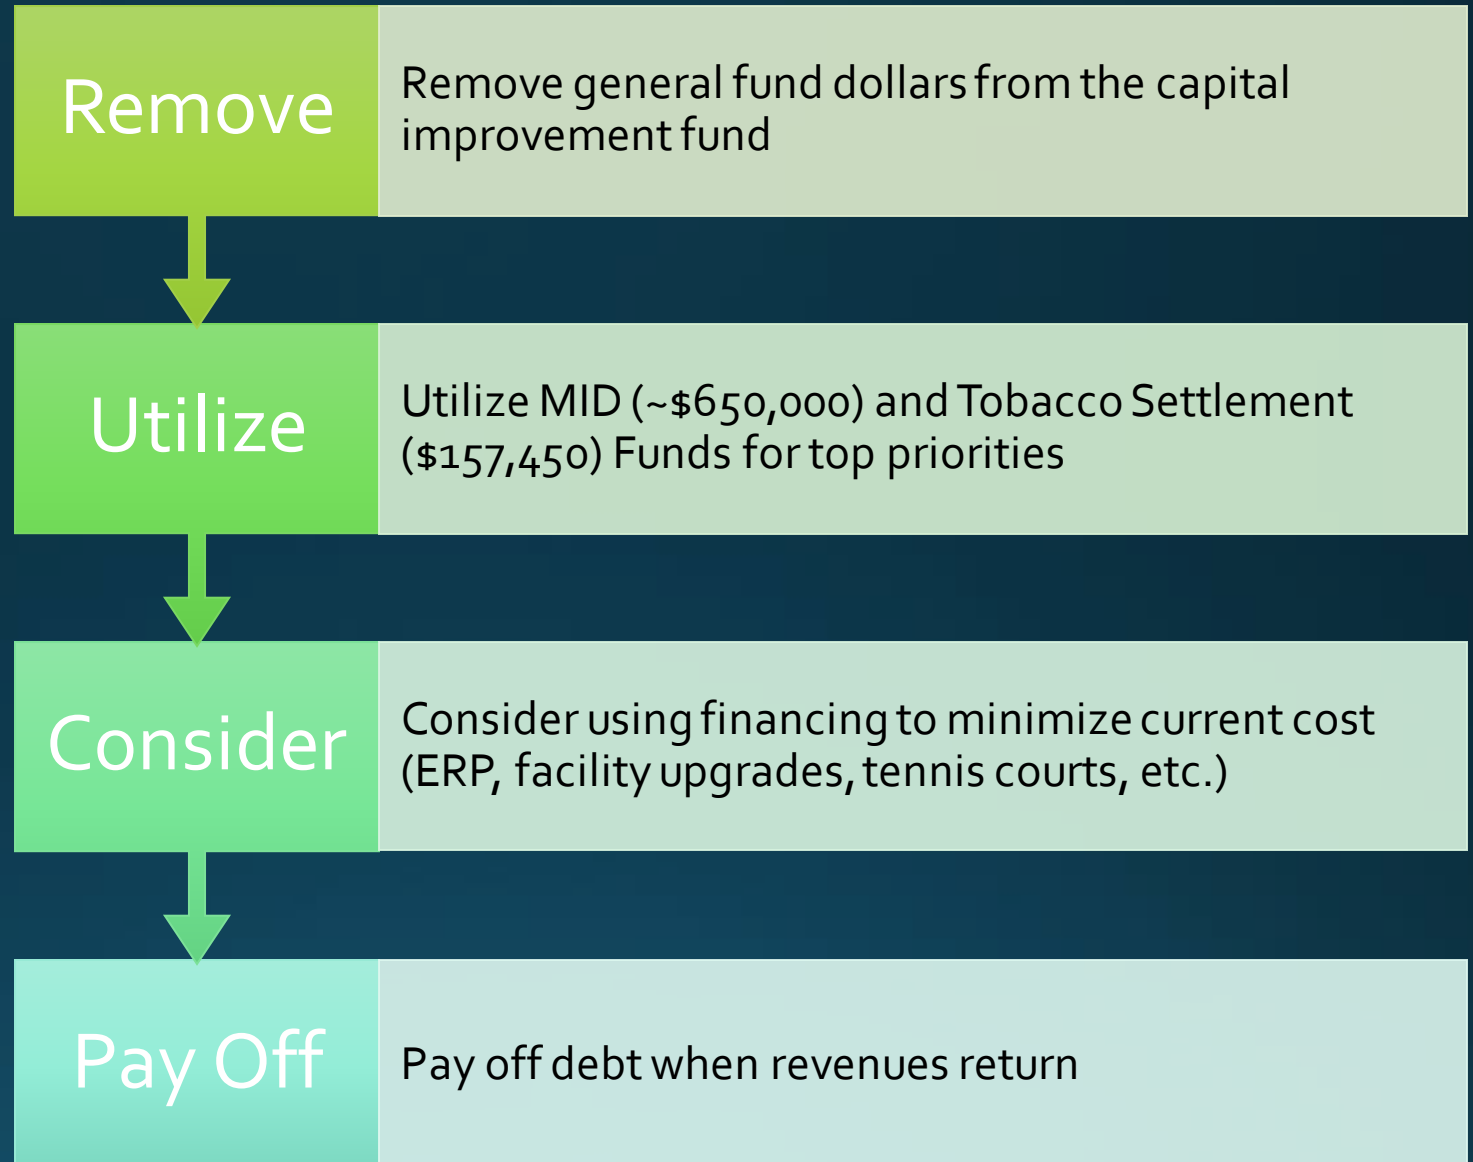 Remove
Remove general fund dollars from the capital
improvement fund
Utilize
Utilize MID (~$650,000) and Tobacco Settlement
($157,450) Funds for top priorities
Consider
Consider using financing to minimize current cost
(ERP, facility upgrades, tennis courts, etc.)
Pay Off
Pay off debt when revenues return